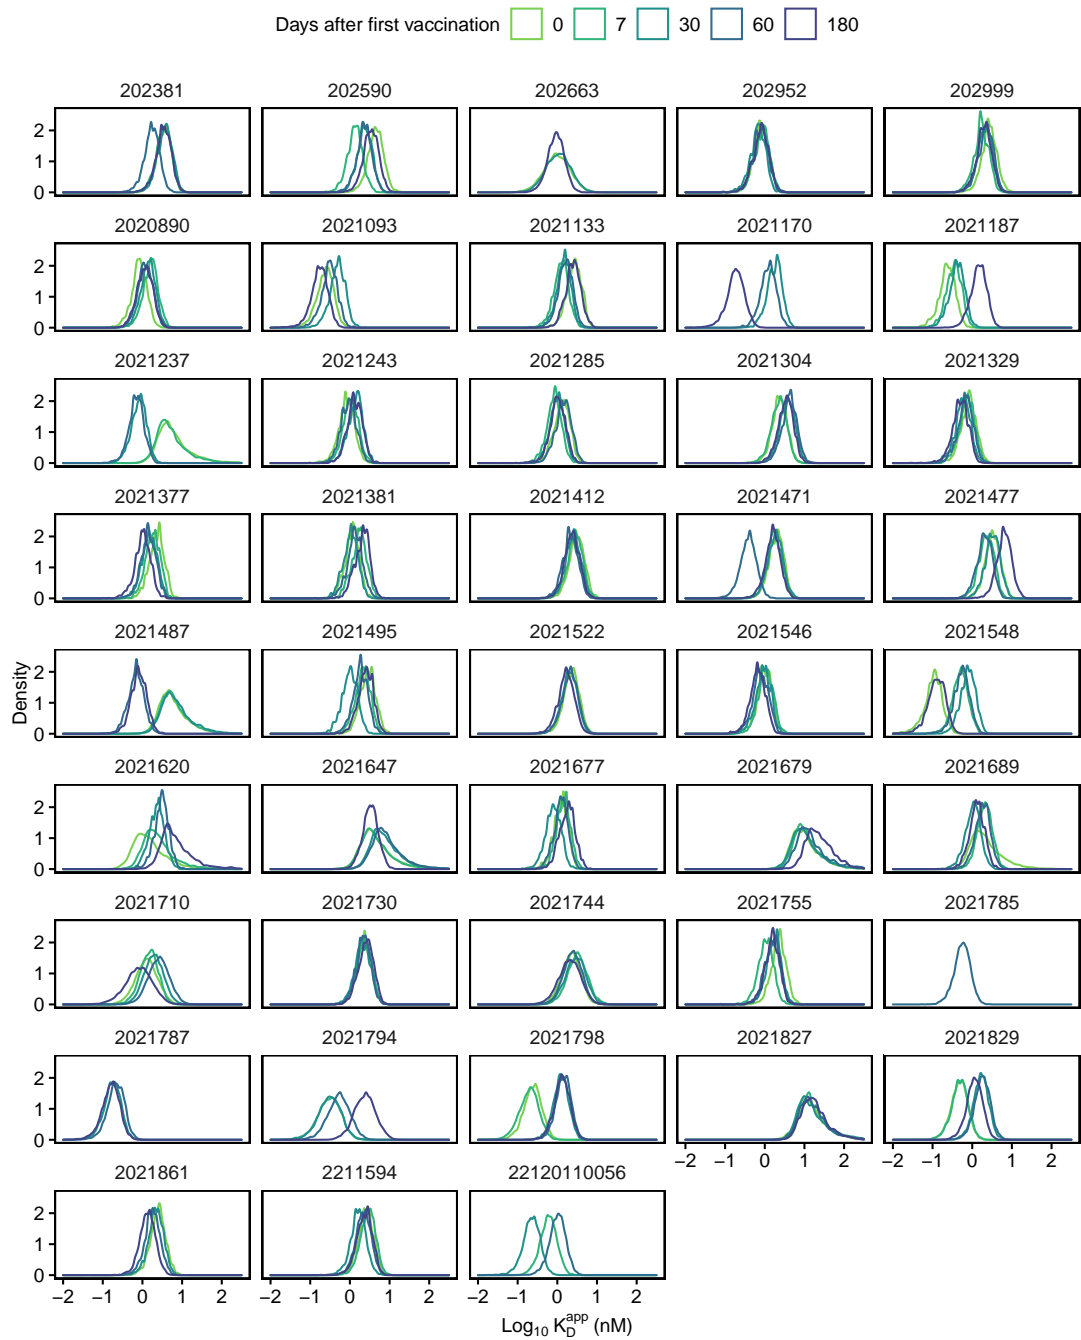 Days after first vaccination 0 7 30 60 180
202381 202590 202663 202952 202999
2
1
0
2020890 2021093 2021133 2021170 2021187
2
1
0
2021237 2021243 2021285 2021304 2021329
2
1
0
2021377 2021381 2021412 2021471 2021477
2
1
0
2021487 2021495 2021522 2021546 2021548
2
1
0
Density
2021620 2021647 2021677 2021679 2021689
2
1
0
2021710 2021730 2021744 2021755 2021785
2
1
0
2021787 2021794 2021798 2021827 2021829
2
1
0
−2 −1 0 1 2 −2 −1 0 1 2
2021861 2211594 22120110056
2
1
0
−2 −1 0 1 2 −2 −1 0 1 2 −2 −1 0 1 2
Log10 KDapp (nM)